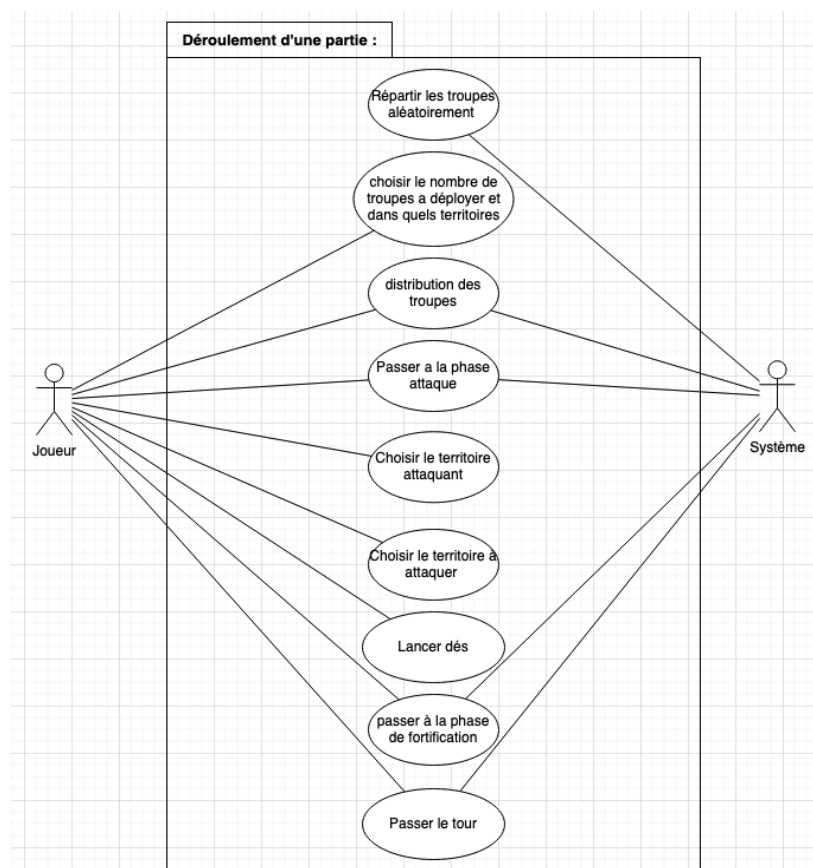 Déroulement d'une partie :
Répartir les troupes
aléatoirement
choisir le nombre de
troupes a déployer et
dans quels territoires
distribution des
troupes
Passer a la phase
attaque
Joueur
Système
Choisir le territoire
attaquant
Choisir le territoire à
attaquer
Lancer dés
passer à la phase
de fortification
Passer le tour